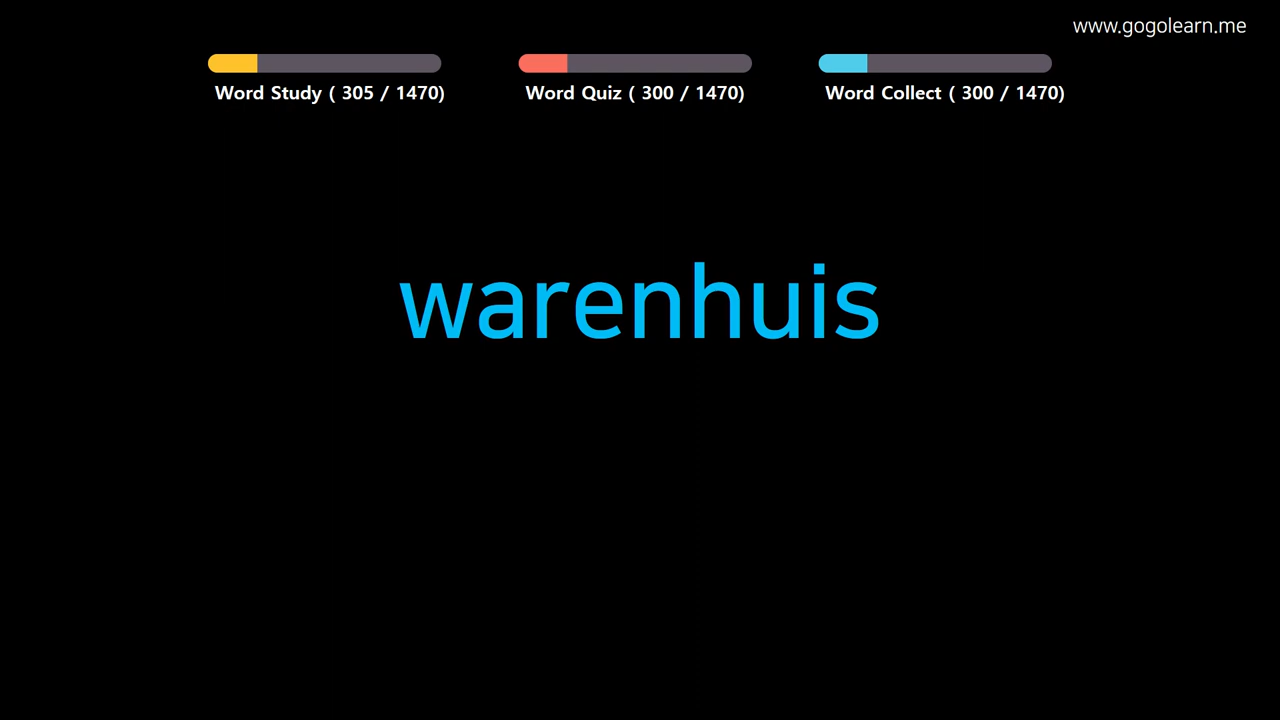 www.gogolearn.me
Word Study ( 305 / 1470)
Word Quiz ( 300 / 1470)
Word Collect ( 300 / 1470)
warenhuis